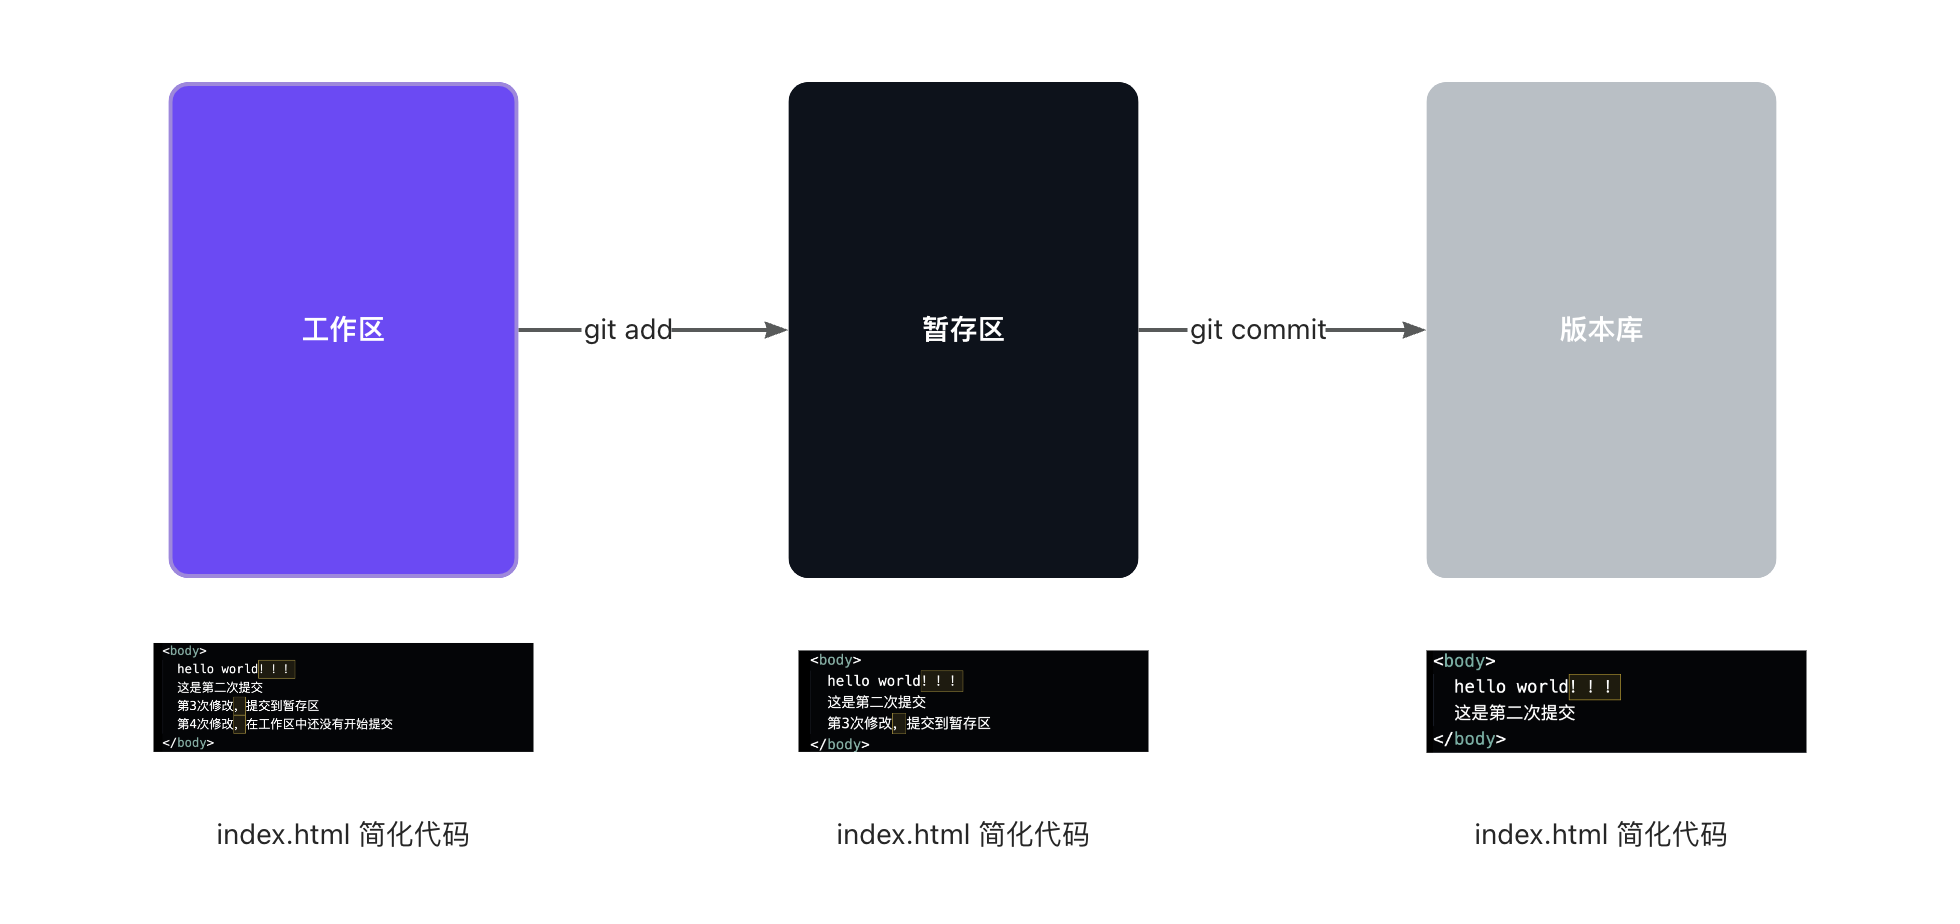 工作区
git add
暂存区
git commit
版本库
<body>
hello world！！！
这是第二次提交
第3次修改，提交到暂存区
第4次修改，在工作区中还没有开始提交
</body>
<body>
hello world！！！
这是第二次提交
第3次修改，提交到暂存区
</body>
<body>
hello world！！！
这是第二次提交
</body>
index.html 简化代码
index.html 简化代码
index.html 简化代码